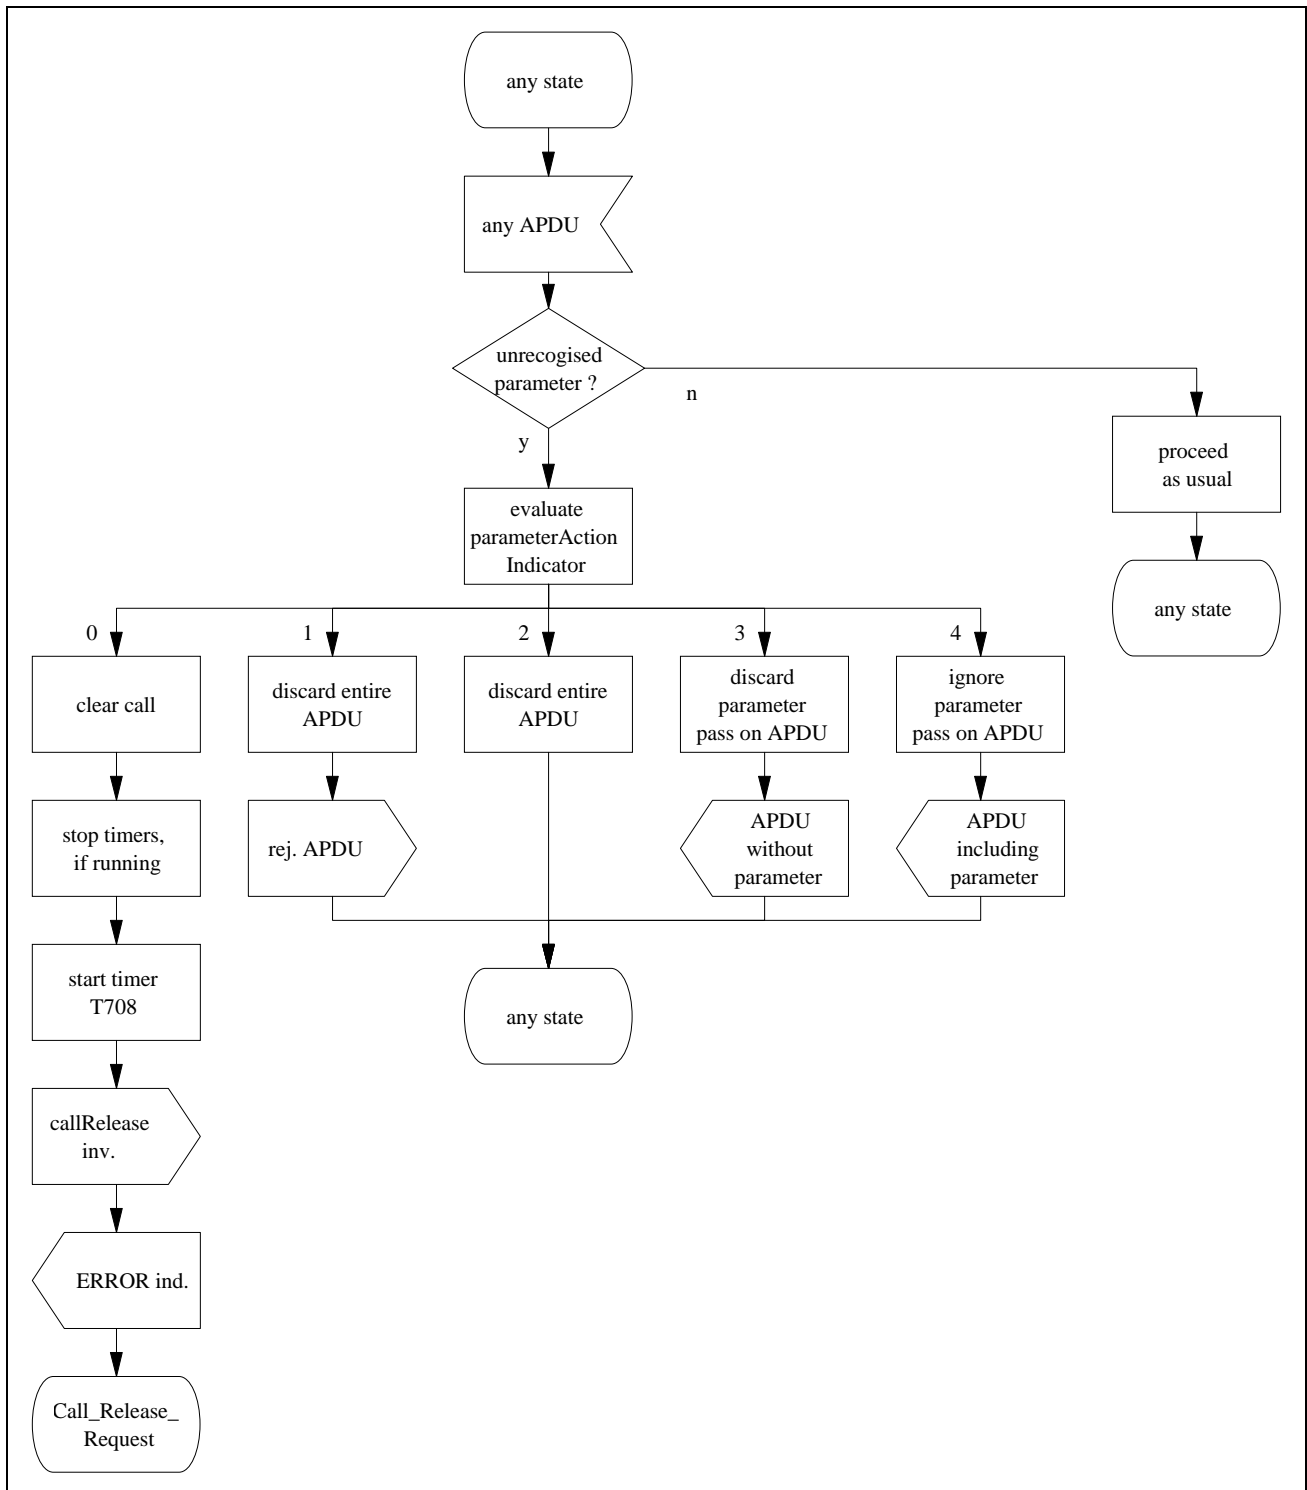 any state
any APDU
unrecogised
parameter ?
n
y
proceed
as usual
evaluate
parameterAction
Indicator
any state
0
1
2
3
4
clear call
discard entire
APDU
discard entire
APDU
discard
parameter
pass on APDU
ignore
parameter
pass on APDU
stop timers,
if running
rej. APDU
APDU
without
parameter
APDU
including
parameter
start timer
T708
any state
callRelease
inv.
ERROR ind.
Call_Release_
Request